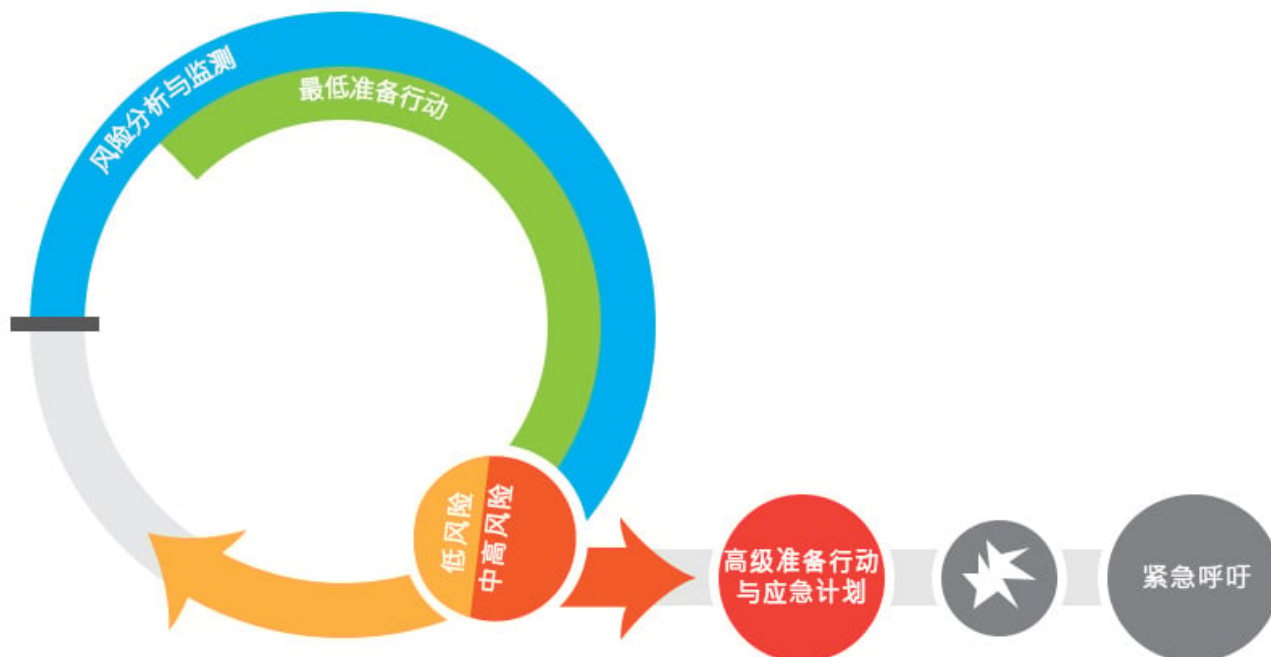 风险分析与监测
最低准备行动
低风险
中高风险
高级准备行动
与应急计划
紧急呼吁